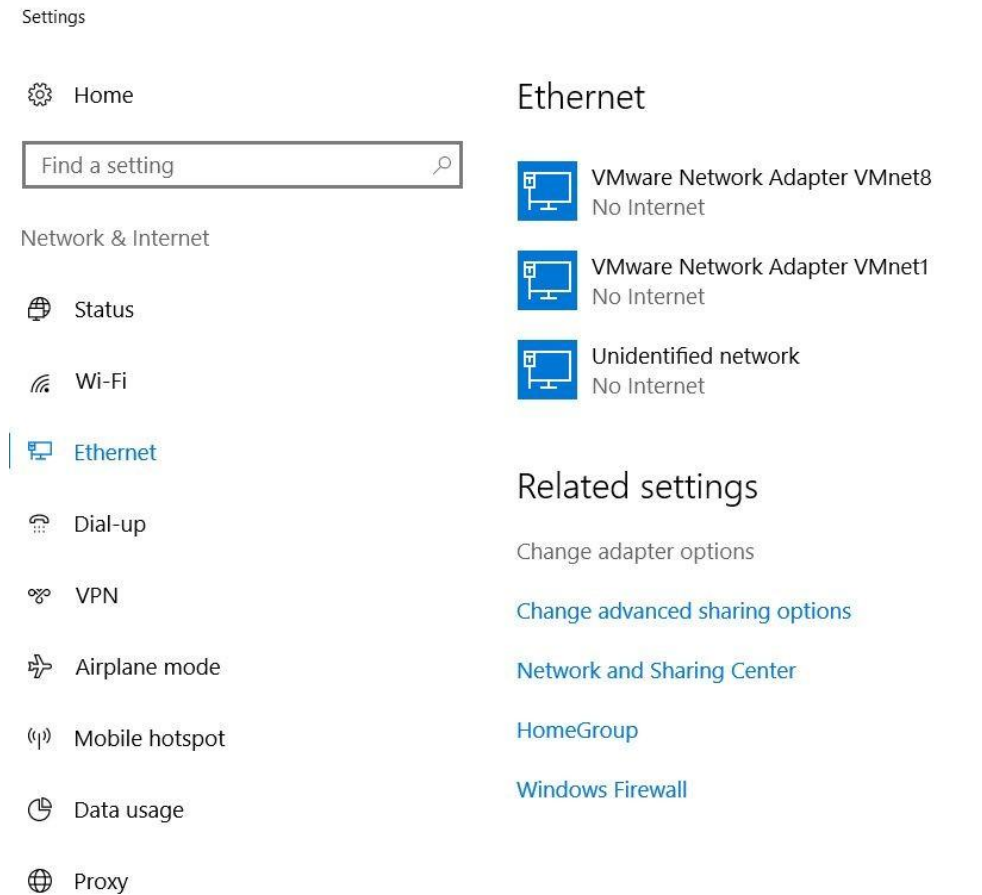 Settings
Home
Find a setting
Network & Internet
Status
Wi-Fi
Ethernet
Dial-up
VPN
Airplane mode
Mobile hotspot
Data usage
Proxy
Ethernet
VMware Network Adapter VMnet8
No Internet
VMware Network Adapter VMnet1
No Internet
Unidentified network
No Internet
Related settings
Change adapter options
Change advanced sharing options
Network and Sharing Center
HomeGroup
Windows Firewall